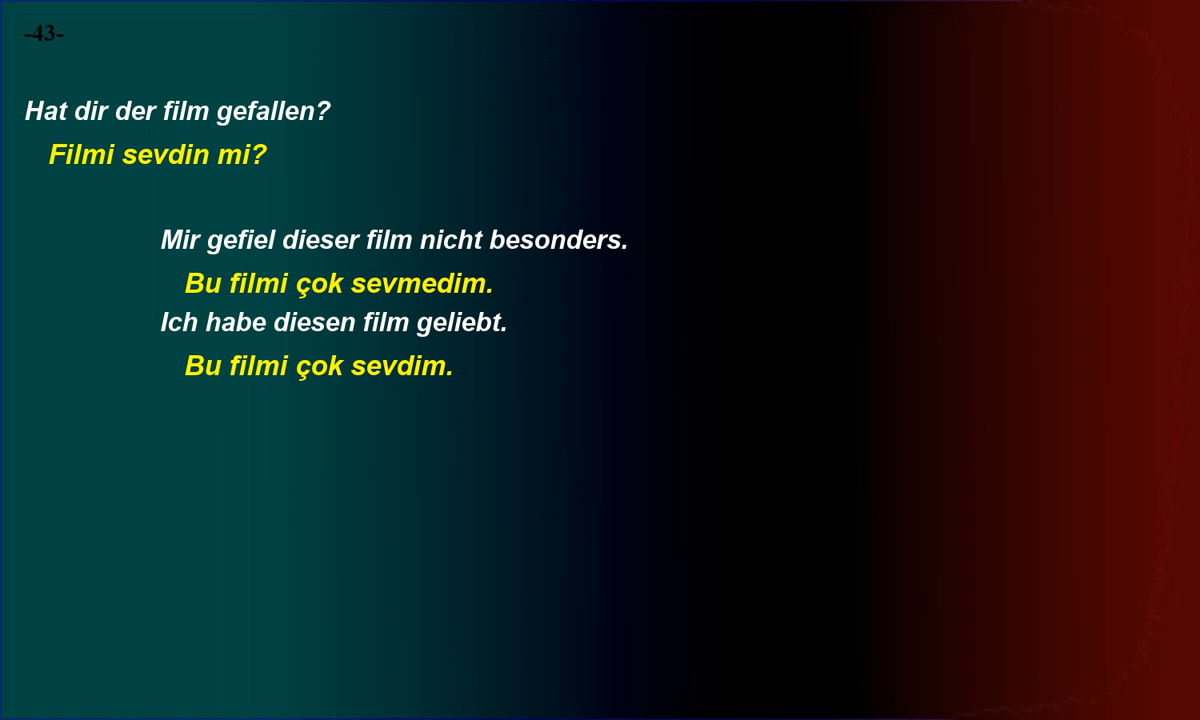 -43-
Hat dir der film gefallen?
Filmi sevdin mi?
Mir gefiel dieser film nicht besonders.
Bu filmi çok sevmedim.
Ich habe diesen film geliebt.
Bu filmi çok sevdim.